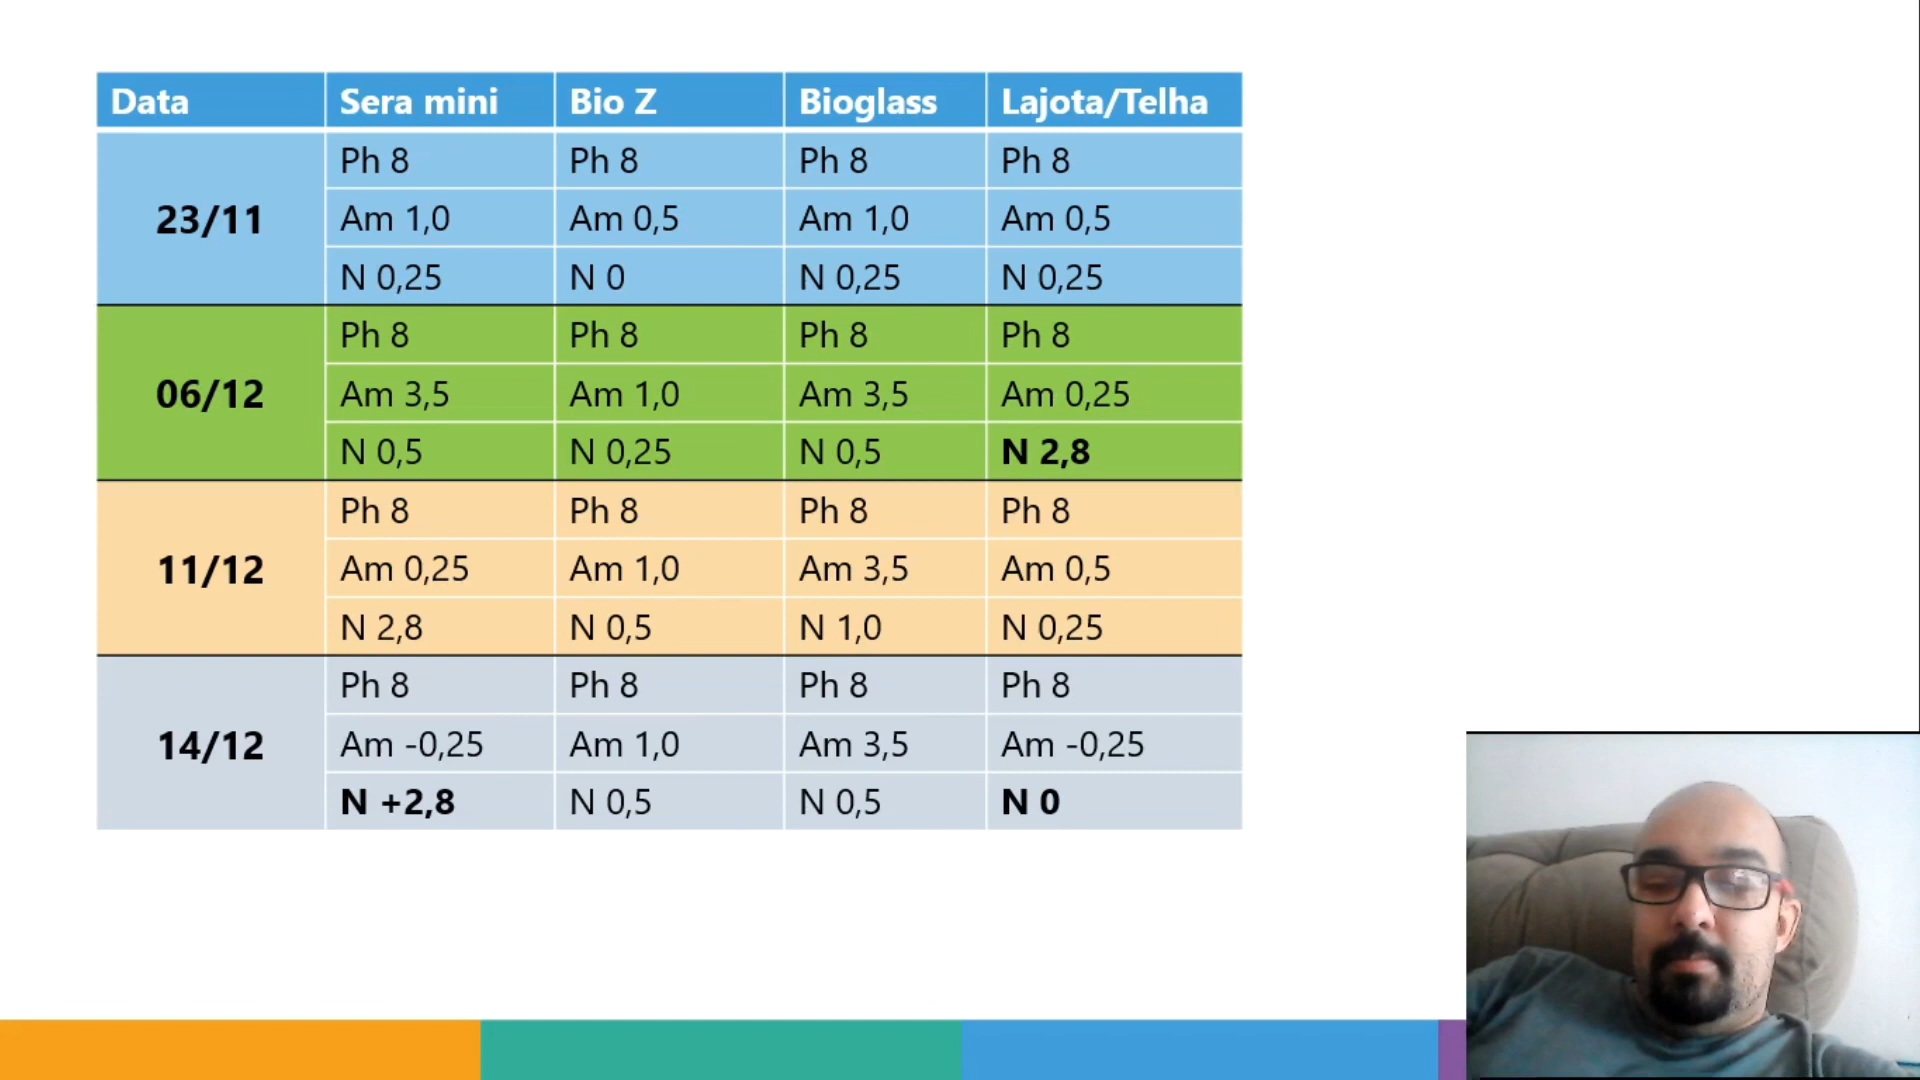 Data Sera mini Bio Z Bioglass Lajota/Telha
23/11
Ph 8 Ph 8 Ph 8 Ph 8
Am 1,0 Am 0,5 Am 1,0 Am 0,5
N 0,25 N 0 N 0,25 N 0,25
06/12
Ph 8 Ph 8 Ph 8 Ph 8
Am 3,5 Am 1,0 Am 3,5 Am 0,25
N 0,5 N 0,25 N 0,5 N 2,8
11/12
Ph 8 Ph 8 Ph 8 Ph 8
Am 0,25 Am 1,0 Am 3,5 Am 0,5
N 2,8 N 0,5 N 1,0 N 0,25
14/12
Ph 8 Ph 8 Ph 8 Ph 8
Am -0,25 Am 1,0 Am 3,5 Am -0,25
N +2,8 N 0,5 N 0,5 N 0